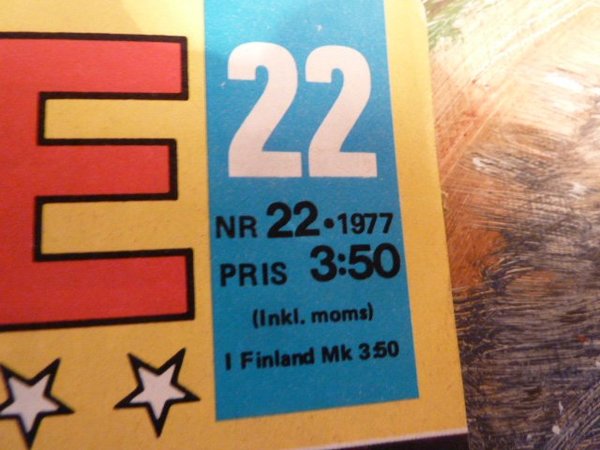 E
22
NR 22•1977
PRIS 3:50
(Inkl. moms)
I Finland Mk 3:50